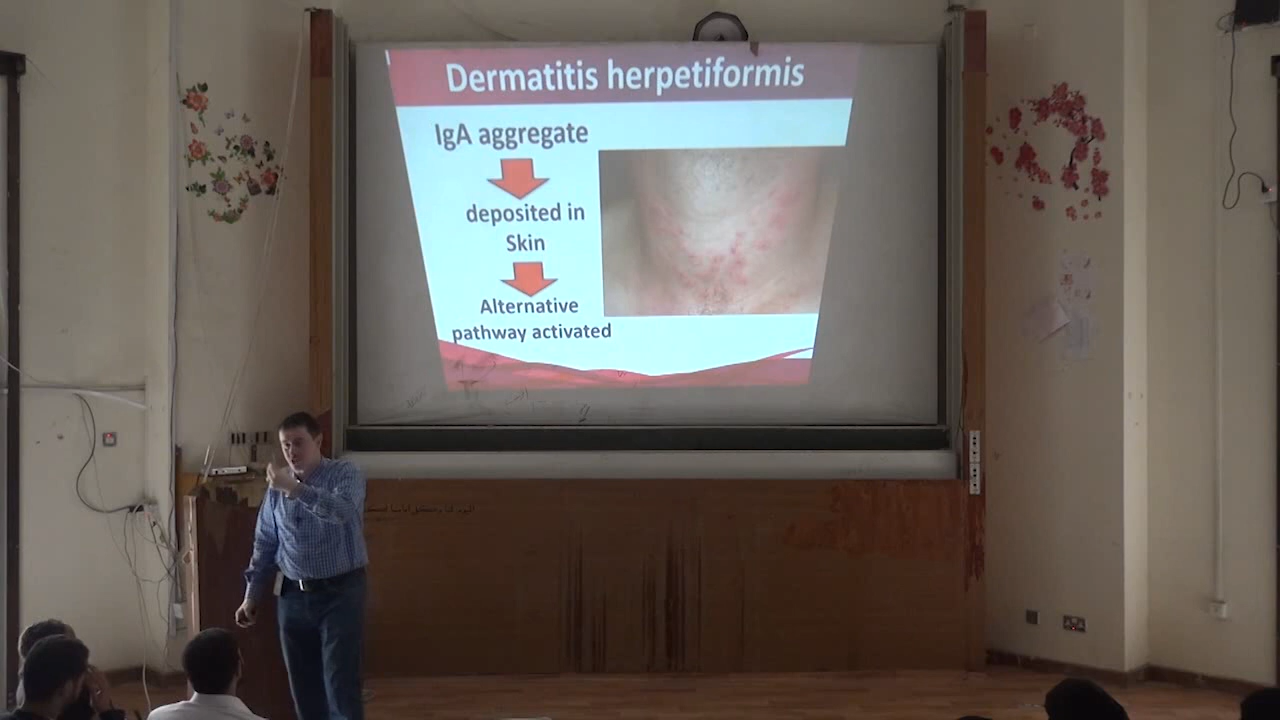 Dermatitis herpetiformis
IgA aggregate
deposited in
Skin
Alternative
pathway activated